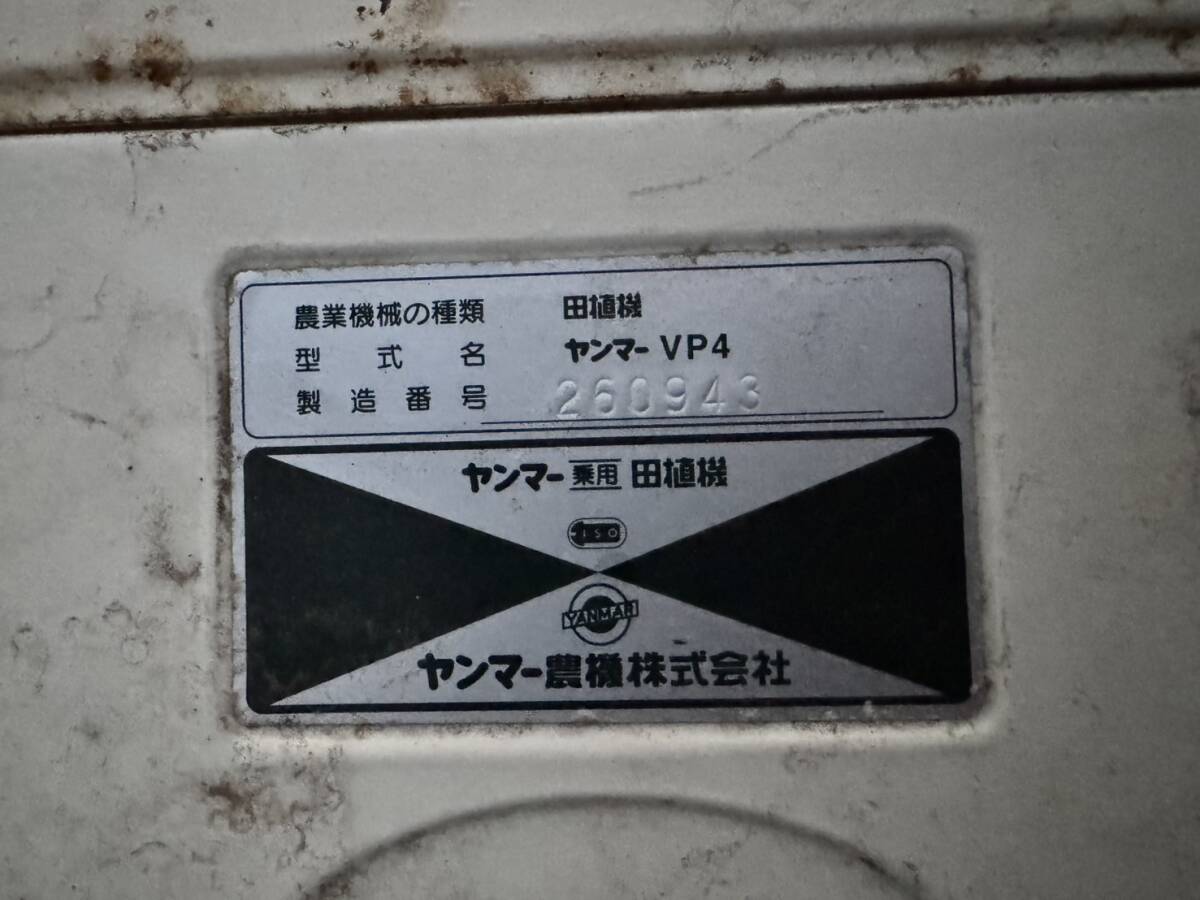 農業機械の種類 田植機
型式名 ヤンマー VP4
製造番号 260943
ヤンマー 乗用 田植機
ISO
YANMAR
ヤンマー農機株式会社